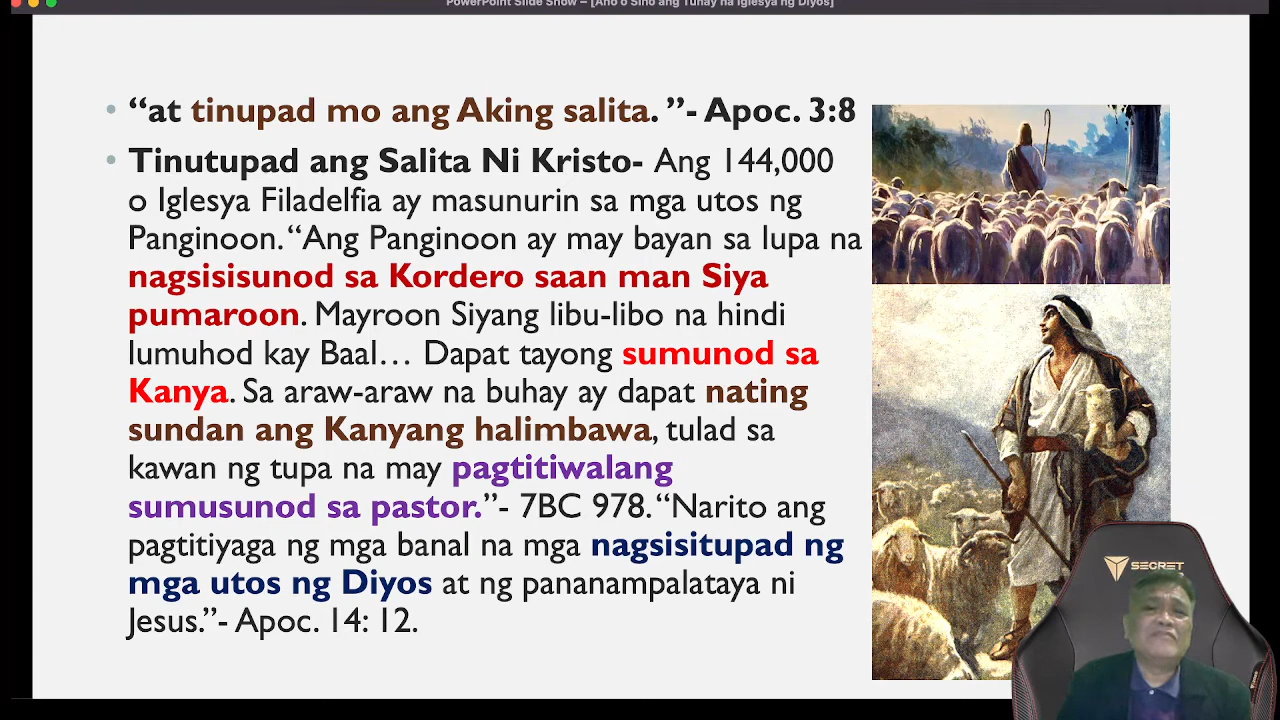 PowerPoint Slide Show – [Ano o Sino ang Tunay na Iglesya ng Diyos]
• “at tinupad mo ang Aking salita. ”- Apoc. 3:8
• Tinutupad ang Salita Ni Kristo- Ang 144,000
o Iglesya Filadelfia ay masunurin sa mga utos ng
Panginoon. “Ang Panginoon ay may bayan sa lupa na
nagsisisunod sa Kordero saan man Siya
pumaroon. Mayroon Siyang libu-libo na hindi
lumuhod kay Baal… Dapat tayong sumunod sa
Kanya. Sa araw-araw na buhay ay dapat nating
sundan ang Kanyang halimbawa, tulad sa
kawan ng tupa na may pagtitiwalang
sumusunod sa pastor.”- 7BC 978. “Narito ang
pagtitiyaga ng mga banal na mga nagsisitupad ng
mga utos ng Diyos at ng pananampalataya ni
Jesus.”- Apoc. 14: 12.
SECRET